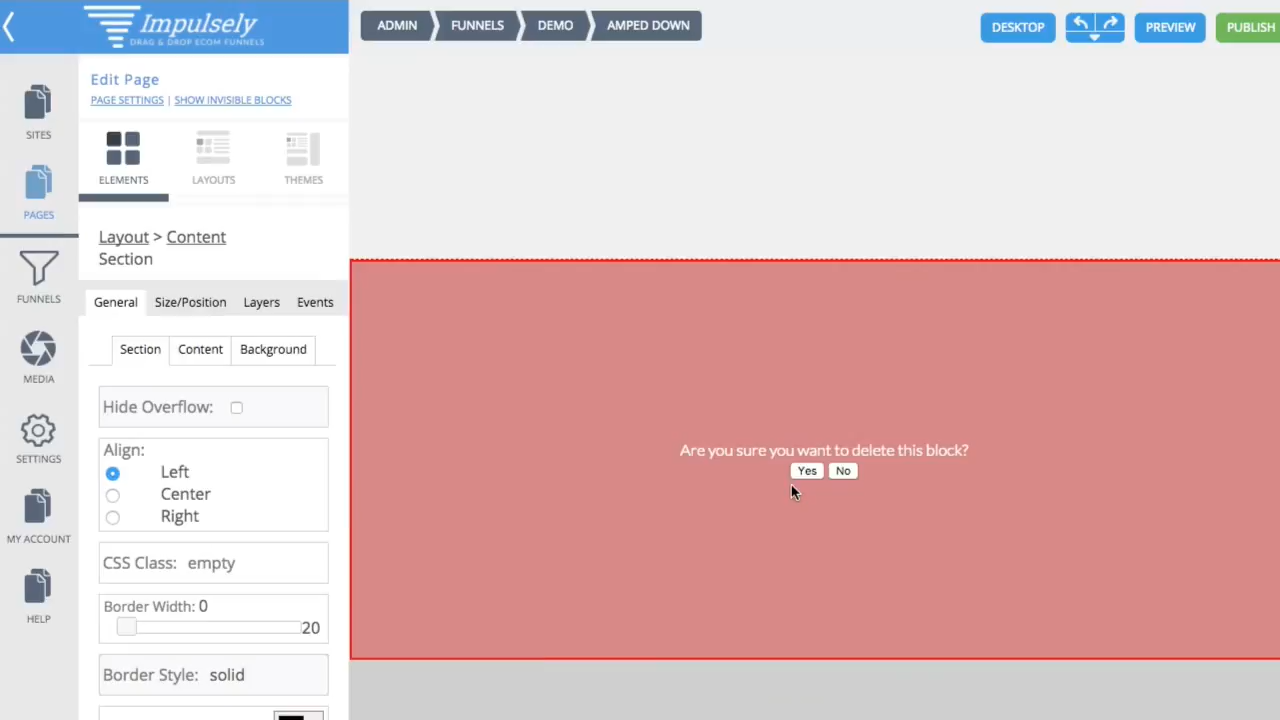 Impulsely
DRAG & DROP ECOM FUNNELS
ADMIN FUNNELS DEMO AMPED DOWN
DESKTOP PREVIEW PUBLISH
SITES
PAGES
FUNNELS
MEDIA
SETTINGS
MY ACCOUNT
HELP
Edit Page
PAGE SETTINGS | SHOW INVISIBLE BLOCKS
ELEMENTS LAYOUTS THEMES
Layout > Content
Section
General Size/Position Layers Events
Section Content Background
Hide Overflow:
Align:
Left
Center
Right
CSS Class: empty
Border Width: 0
20
Border Style: solid
Are you sure you want to delete this block?
Yes No